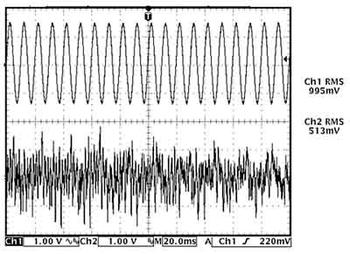 T
Ch1 RMS
995mV
Ch2 RMS
513mV
Ch1 1.00 V ∿% Ch2 1.00 V % M 20.0ms A Ch1 ƒ 220mV